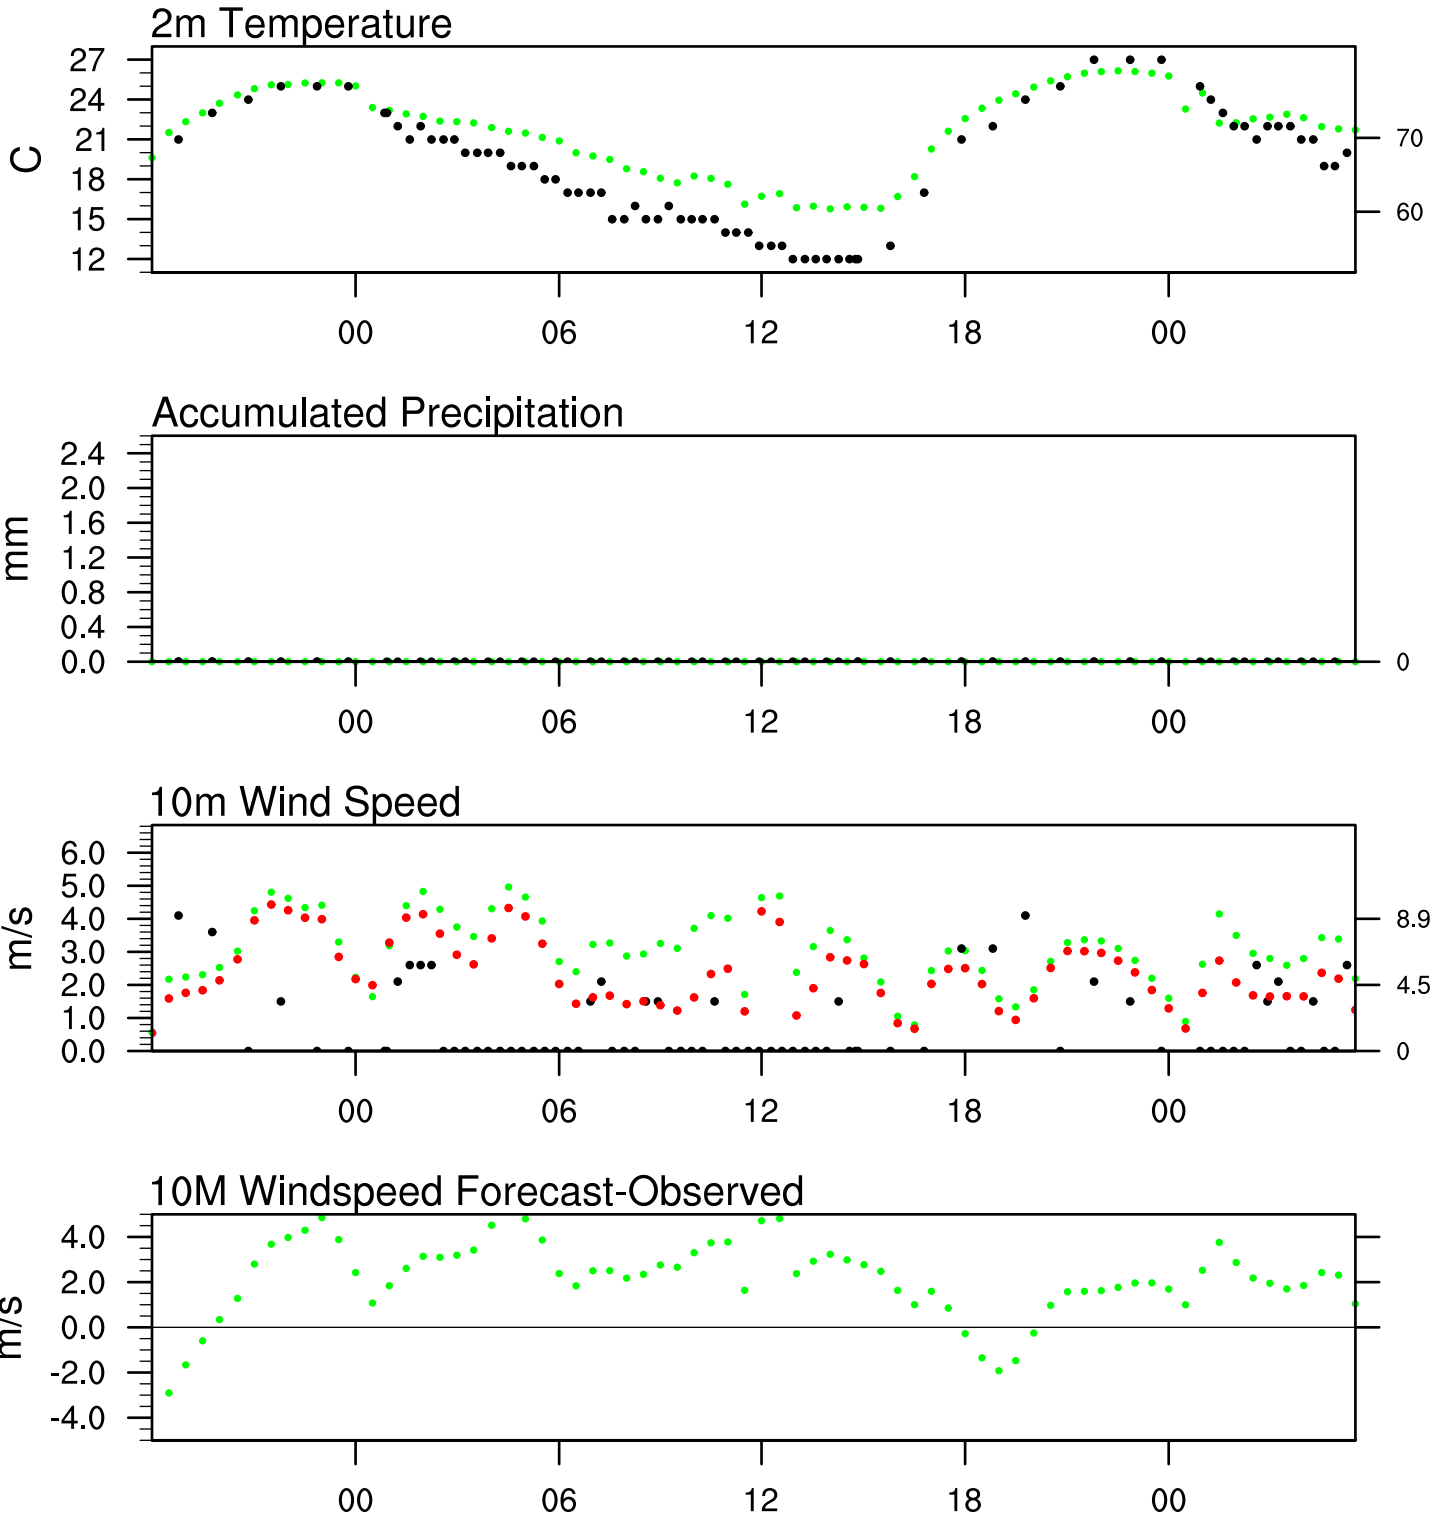 2m Temperature
27
24
21
18
15
12
C
70
60
00 06 12 18 00
Accumulated Precipitation
2.4
2.0
1.6
1.2
0.8
0.4
0.0
mm
0
00 06 12 18 00
10m Wind Speed
6.0
5.0
4.0
3.0
2.0
1.0
0.0
m/s
8.9
4.5
0
00 06 12 18 00
10M Windspeed Forecast-Observed
4.0
2.0
0.0
-2.0
-4.0
m/s
00 06 12 18 00